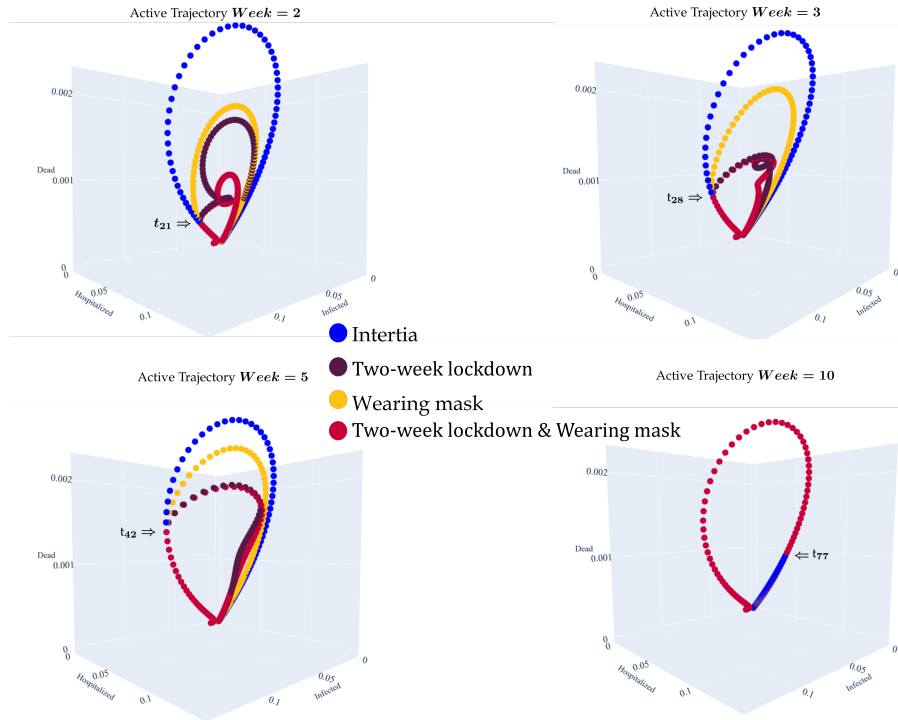 Active Trajectory Week = 2
0.002
Dead
0.001
t21 ⇒
0
0
0.05
Hospitalized
0.1
0.1
0.05
Infected
0
Active Trajectory Week = 3
0.002
Dead
0.001
t28 ⇒
0
0
0.05
Hospitalized
0.1
0.1
0.05
Infected
0
Intertia
Two-week lockdown
Wearing mask
Two-week lockdown & Wearing mask
Active Trajectory Week = 5
0.002
t42 ⇒
Dead
0.001
0
0
0.05
Hospitalized
0.1
0.1
0.05
Infected
0
Active Trajectory Week = 10
0.002
Dead
0.001
⇐ t77
0
0
0.05
Hospitalized
0.1
0.1
0.05
Infected
0